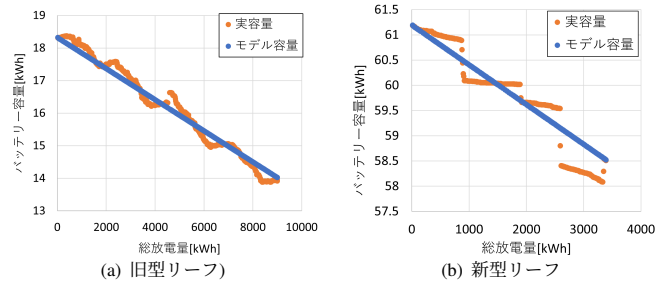 19
18
17
16
15
14
13
0
2000
4000
6000
8000
10000
バッテリー容量[kWh]
総放電量[kWh]
実容量
モデル容量
(a) 旧型リーフ)
61.5
61
60.5
60
59.5
59
58.5
58
57.5
0
1000
2000
3000
4000
バッテリー容量[kWh]
総放電量[kWh]
実容量
モデル容量
(b) 新型リーフ